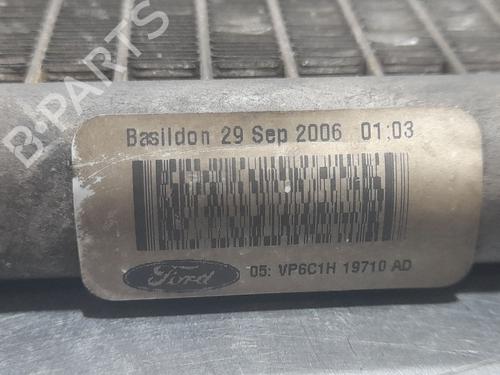 B-PARTS
Basildon 29 Sep 2006 01:03
Ford
05: VP6C1H 19710 AD